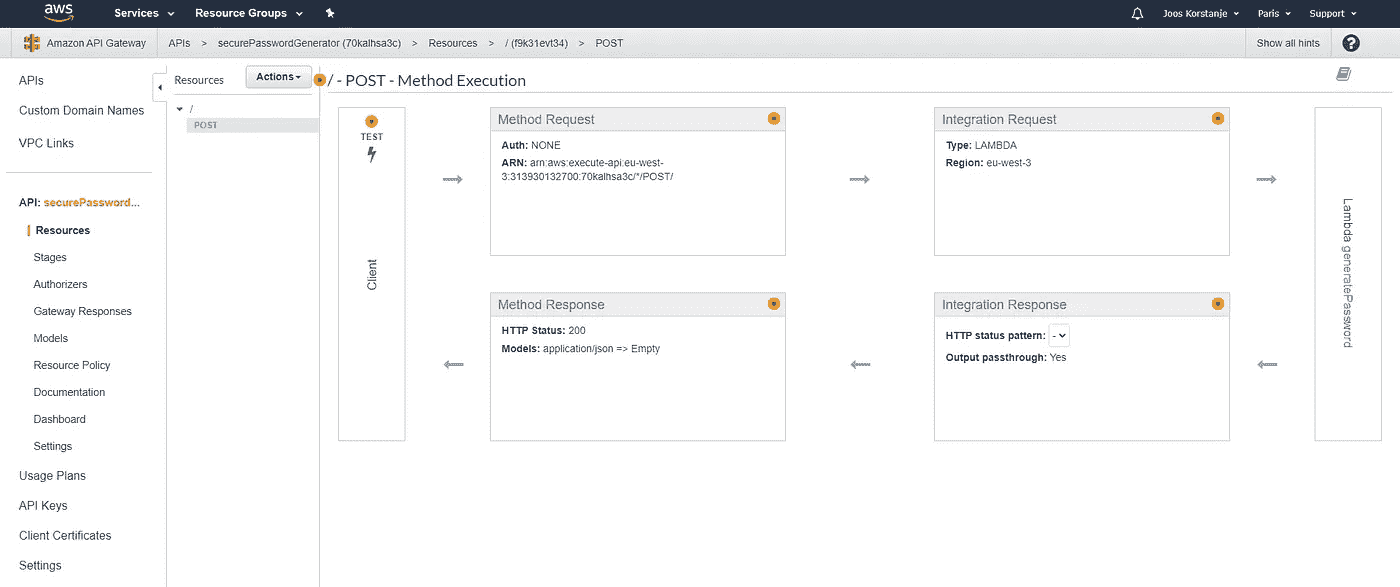 aws Services Resource Groups Joos Korstanje Paris Support
Amazon API Gateway APIs > securePasswordGenerator (70kalhsa3c) > Resources > / (f9k31evt34) > POST Show all hints ?
APIs
Custom Domain Names
VPC Links
API: securePassword...
Resources
Stages
Authorizers
Gateway Responses
Models
Resource Policy
Documentation
Dashboard
Settings
Usage Plans
API Keys
Client Certificates
Settings
Resources Actions
/
POST
/ - POST - Method Execution
TEST
Client
Method Request
Auth: NONE
ARN: arn:aws:execute-api:eu-west-
3:313930132700:70kalhsa3c/*/POST/
Integration Request
Type: LAMBDA
Region: eu-west-3
Lambda generatePassword
Method Response
HTTP Status: 200
Models: application/json => Empty
Integration Response
HTTP status pattern: -
Output passthrough: Yes